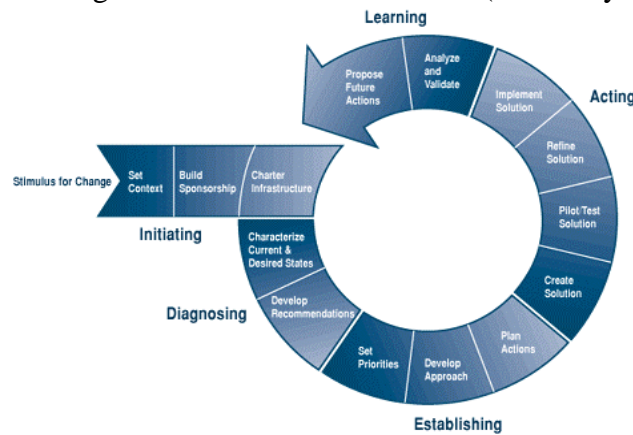 Learning
Propose
Future
Actions
Analyze
and
Validate
Implement
Solution
Acting
Refine
Solution
Pilot/Test
Solution
Create
Solution
Stimulus for Change
Set
Context
Build
Sponsorship
Charter
Infrastructure
Initiating
Characterize
Current &
Desired States
Diagnosing
Develop
Recommendations
Set
Priorities
Develop
Approach
Plan
Actions
Establishing